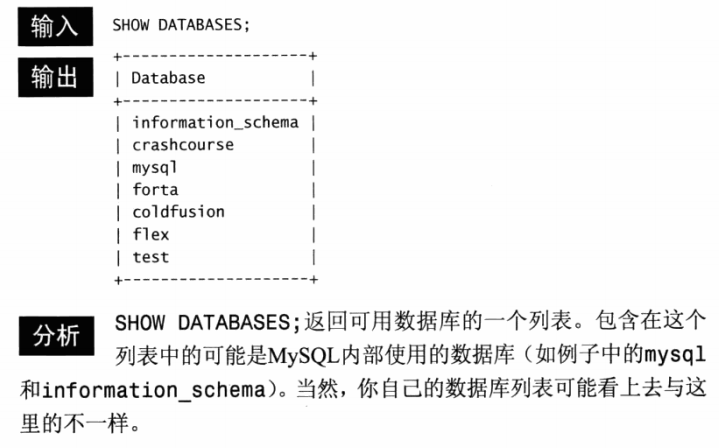 输入 SHOW DATABASES;
+--------------------+
输出 | Database           |
+--------------------+
| information_schema |
| crashcourse        |
| mysql              |
| forta              |
| coldfusion         |
| flex               |
| test               |
+--------------------+
分析 SHOW DATABASES;返回可用数据库的一个列表。包含在这个
列表中的可能是MySQL内部使用的数据库（如例子中的mysql
和information_schema）。当然，你自己的数据库列表可能看上去与这
里的不一样。